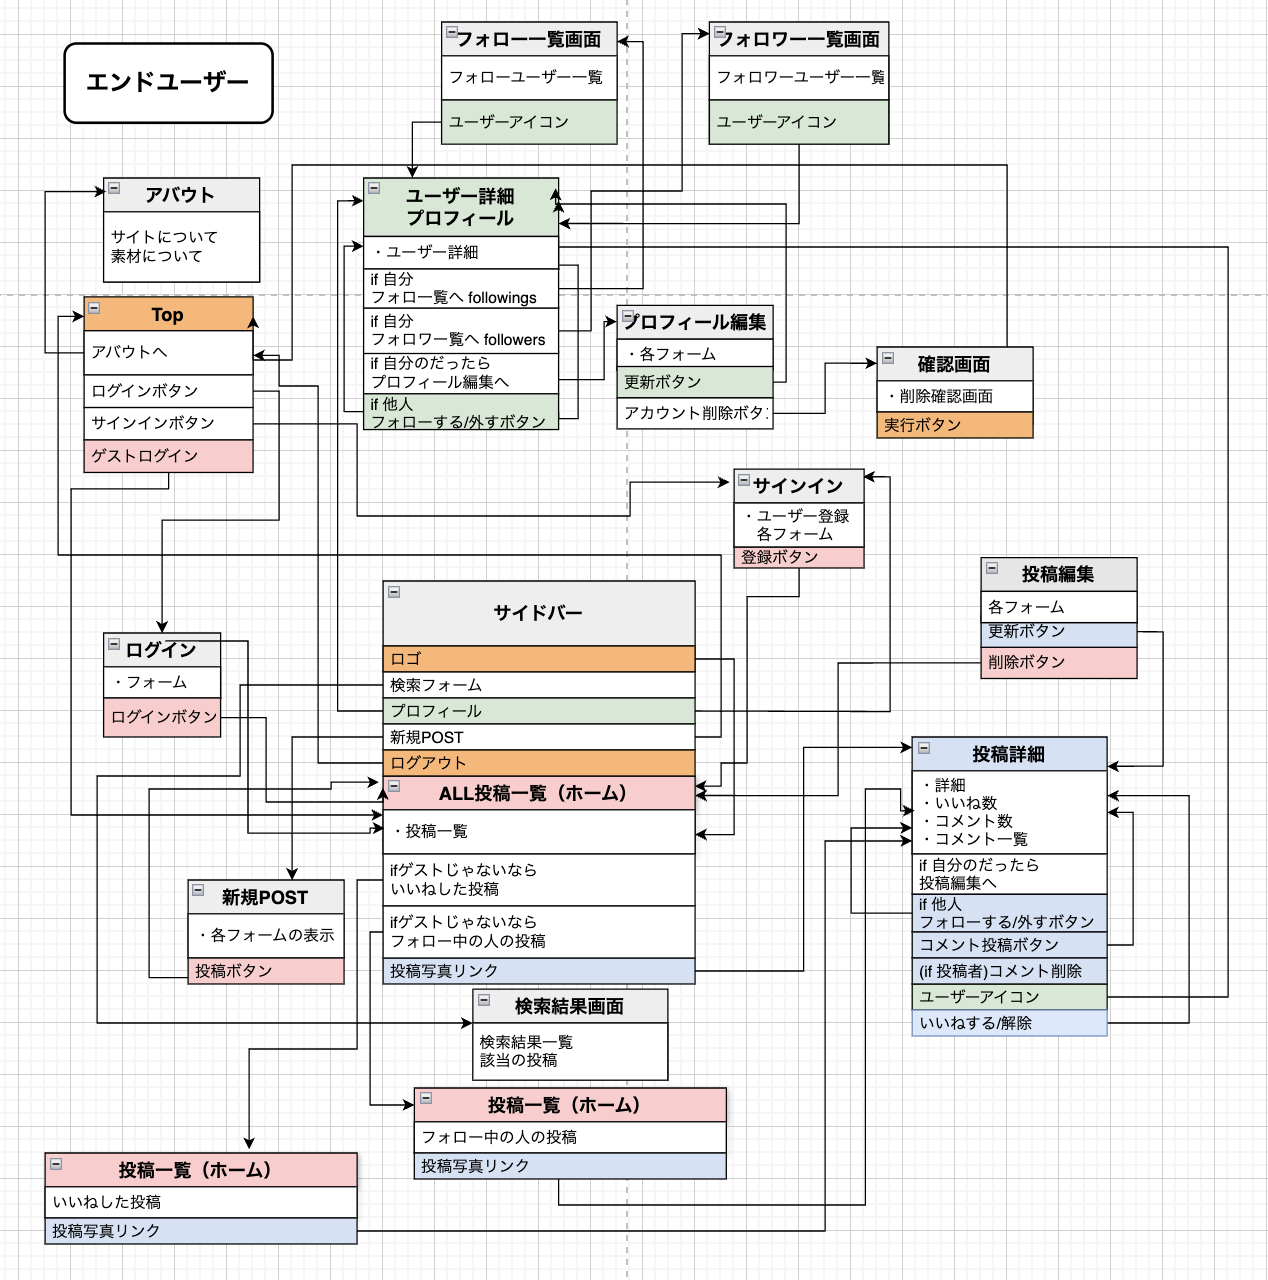 エンドユーザー
フォロー一覧画面
フォローユーザー一覧
ユーザーアイコン
フォロワー一覧画面
フォロワーユーザー一覧
ユーザーアイコン
アバウト
サイトについて
素材について
ユーザー詳細
プロフィール
・ユーザー詳細
if 自分
フォロー覧へ followings
if 自分
フォロワ一覧へ followers
if 自分のだったら
プロフィール編集へ
if 他人
フォローする/外すボタン
Top
アバウトへ
ログインボタン
サインインボタン
ゲストログイン
プロフィール編集
・各フォーム
更新ボタン
アカウント削除ボタ
確認画面
・削除確認画面
実行ボタン
サインイン
・ユーザー登録
各フォーム
登録ボタン
投稿編集
各フォーム
更新ボタン
削除ボタン
サイドバー
ロゴ
検索フォーム
プロフィール
新規POST
ログアウト
ログイン
・フォーム
ログインボタン
ALL投稿一覧（ホーム）
・投稿一覧
ifゲストじゃないなら
いいねした投稿
ifゲストじゃないなら
フォロー中の人の投稿
投稿写真リンク
投稿詳細
・詳細
・いいね数
・コメント数
・コメント一覧
if 自分のだったら
投稿編集へ
if 他人
フォローする/外すボタン
コメント投稿ボタン
(if 投稿者)コメント削除
ユーザーアイコン
いいねする/解除
新規POST
・各フォームの表示
投稿ボタン
検索結果画面
検索結果一覧
該当の投稿
投稿一覧（ホーム）
フォロー中の人の投稿
投稿写真リンク
投稿一覧（ホーム）
いいねした投稿
投稿写真リンク